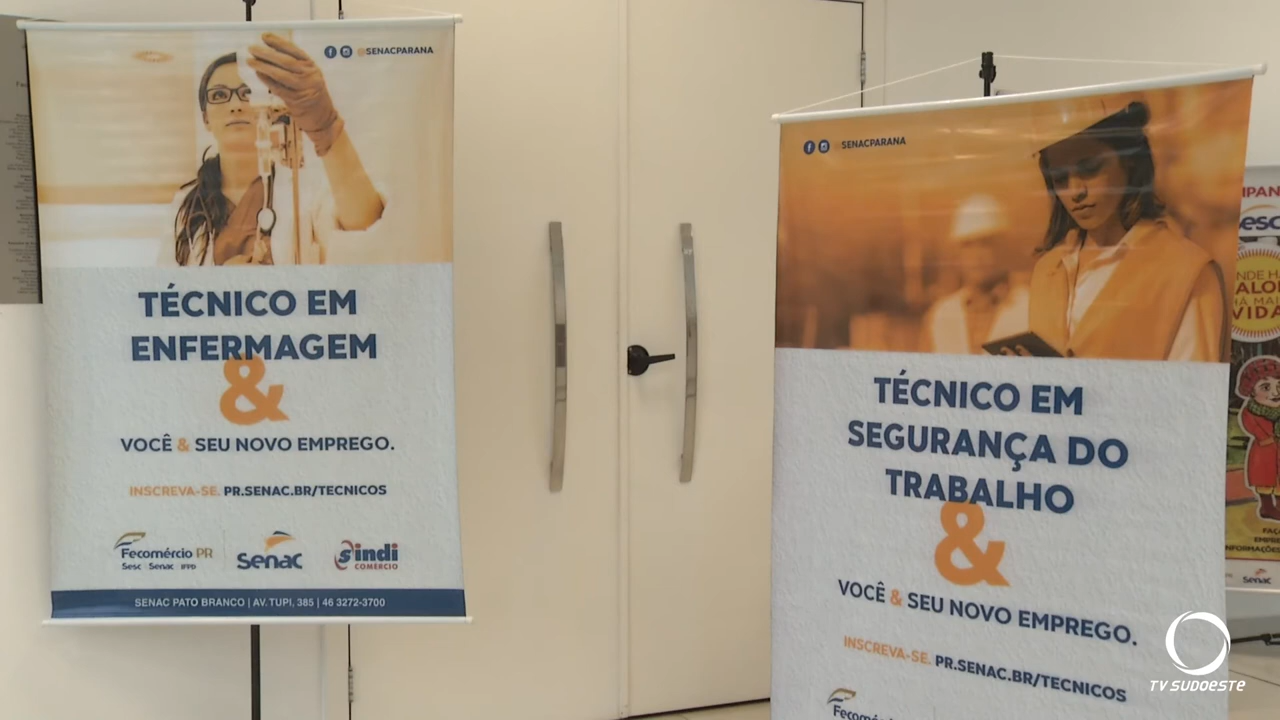 @SENACPARANA
TÉCNICO EM
ENFERMAGEM
&
VOCÊ & SEU NOVO EMPREGO.
INSCREVA-SE. PR.SENAC.BR/TECNICOS
Fecomércio PR
Sesc Senac IFPD
Senac
Sindi
COMÉRCIO
SENAC PATO BRANCO | AV. TUPI, 385 | 46 3272-3700
SENACPARANA
TÉCNICO EM
SEGURANÇA DO
TRABALHO
&
VOCÊ & SEU NOVO EMPREGO.
INSCREVA-SE. PR.SENAC.BR/TECNICOS
Fecomércio
VIDA
Senac
TV SUDOESTE